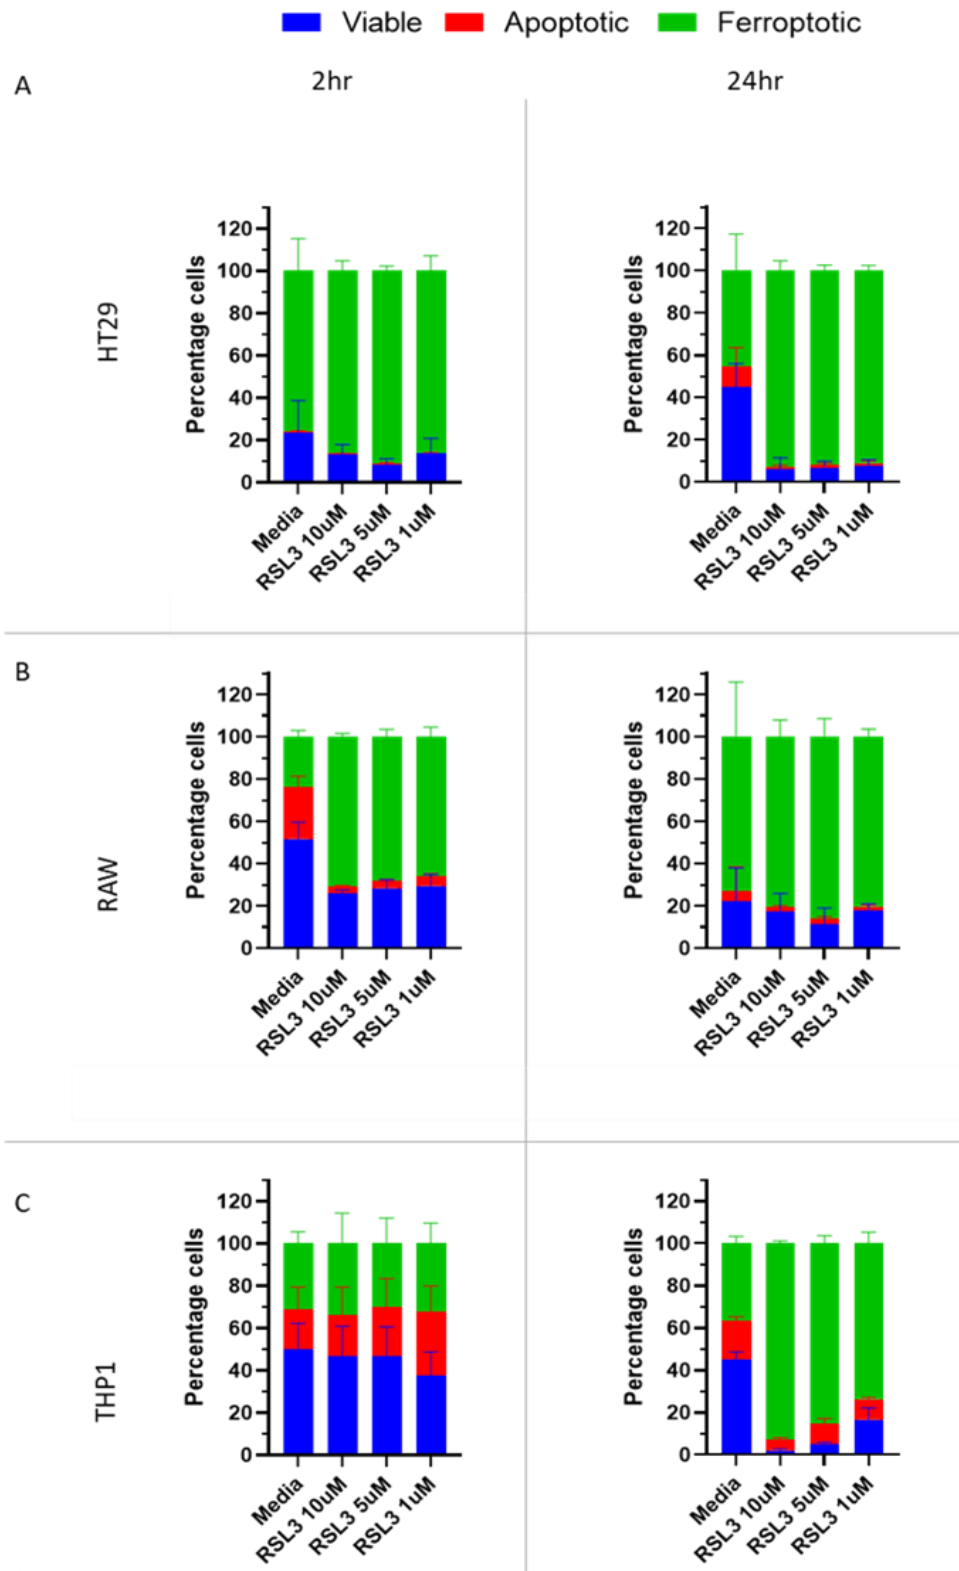 Viable Apoptotic Ferroptotic
A 2hr 24hr
HT29
Percentage cells
120
100
80
60
40
20
0
Media
RSL3 10uM
RSL3 5uM
RSL3 1uM
Percentage cells
120
100
80
60
40
20
0
Media
RSL3 10uM
RSL3 5uM
RSL3 1uM
B
RAW
Percentage cells
120
100
80
60
40
20
0
Media
RSL3 10uM
RSL3 5uM
RSL3 1uM
Percentage cells
120
100
80
60
40
20
0
Media
RSL3 10uM
RSL3 5uM
RSL3 1uM
C
THP1
Percentage cells
120
100
80
60
40
20
0
Media
RSL3 10uM
RSL3 5uM
RSL3 1uM
Percentage cells
120
100
80
60
40
20
0
Media
RSL3 10uM
RSL3 5uM
RSL3 1uM